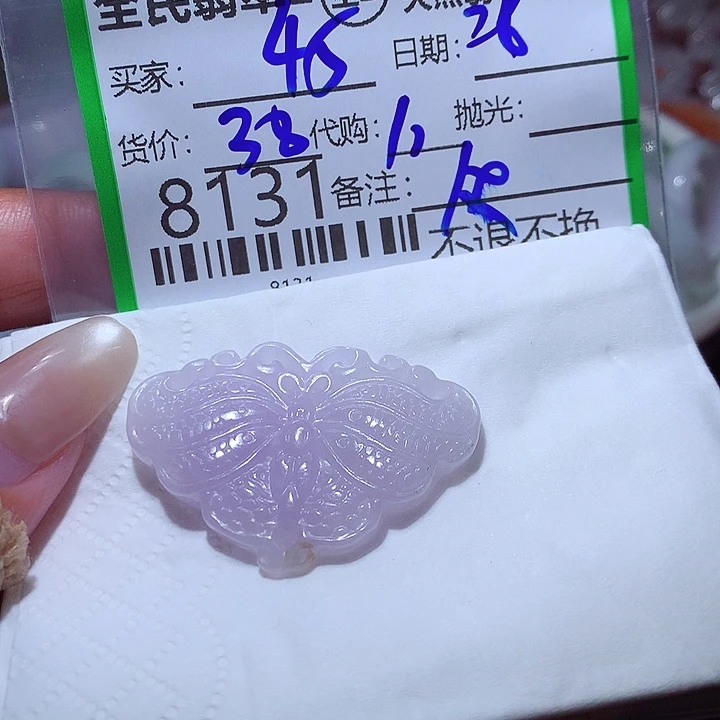 全民翡翠
买家: 45 日期: 26
货价: 38 代购: 11 抛光:
8131 备注:
不退不换
8131